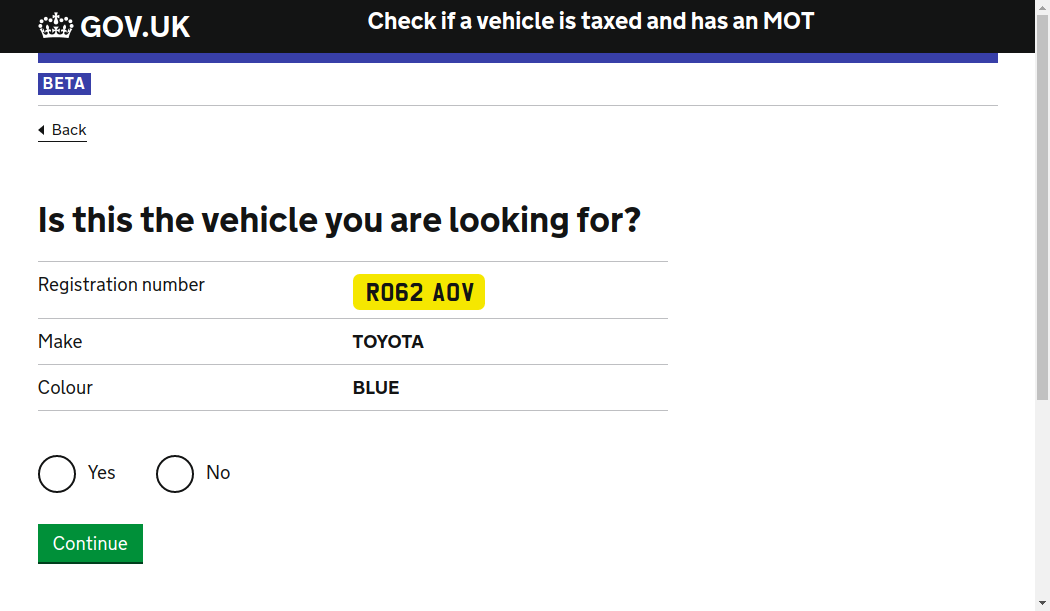 GOV.UK
Check if a vehicle is taxed and has an MOT
BETA
Back
Is this the vehicle you are looking for?
Registration number RO62 AOV
Make TOYOTA
Colour BLUE
Yes No
Continue